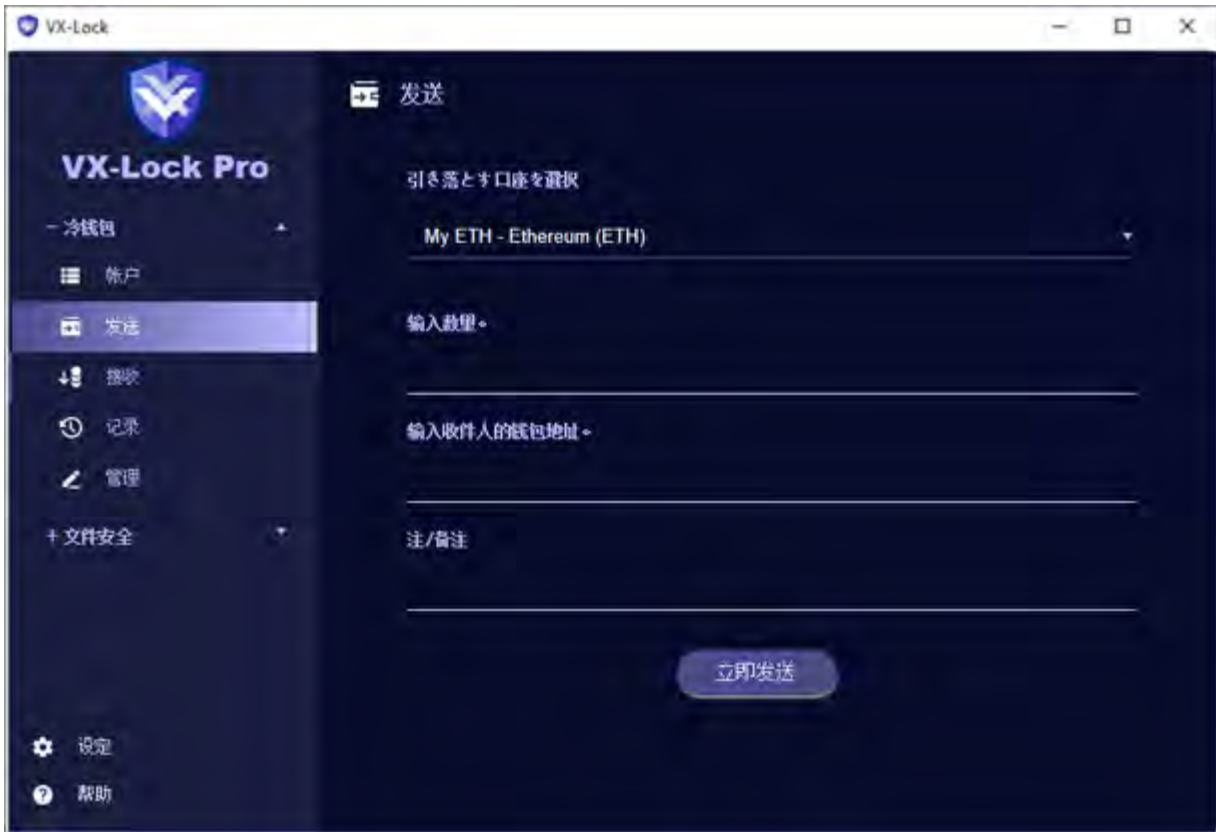 VX-Lock
VX-Lock Pro
- 冷钱包
帐户
发送
接收
记录
管理
+ 文件安全
设定
帮助
发送
引き落とす口座を選択
My ETH - Ethereum (ETH)
输入数里。
输入收件人的钱包地址。
注/备注
立即发送